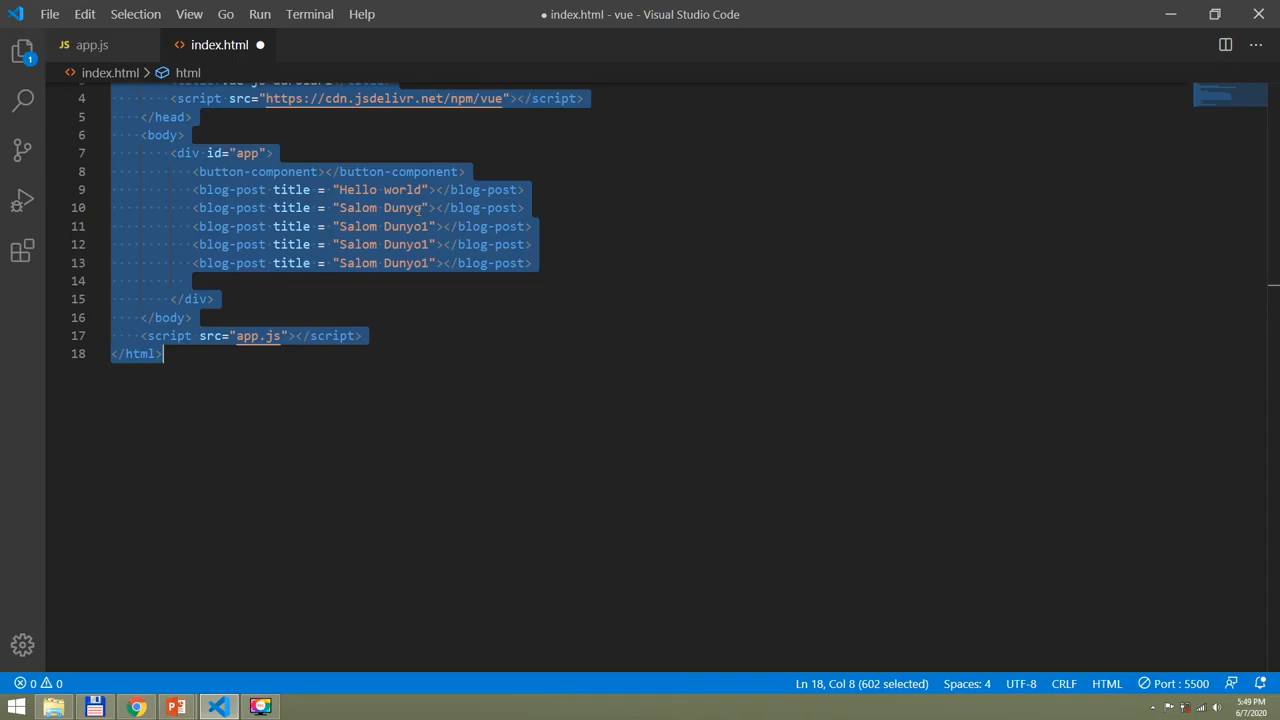 File Edit Selection View Go Run Terminal Help
● index.html - vue - Visual Studio Code
JS app.js
<> index.html ●
<> index.html > html
4 <script src="https://cdn.jsdelivr.net/npm/vue"></script>
5 </head>
6 <body>
7 <div id="app">
8 <button-component></button-component>
9 <blog-post title = "Hello world"></blog-post>
10 <blog-post title = "Salom Dunyo"></blog-post>
11 <blog-post title = "Salom Dunyo1"></blog-post>
12 <blog-post title = "Salom Dunyo1"></blog-post>
13 <blog-post title = "Salom Dunyo1"></blog-post>
14
15 </div>
16 </body>
17 <script src="app.js"></script>
18 </html>
0 0 Ln 18, Col 8 (602 selected) Spaces: 4 UTF-8 CRLF HTML Port : 5500
5:49 PM
6/7/2020